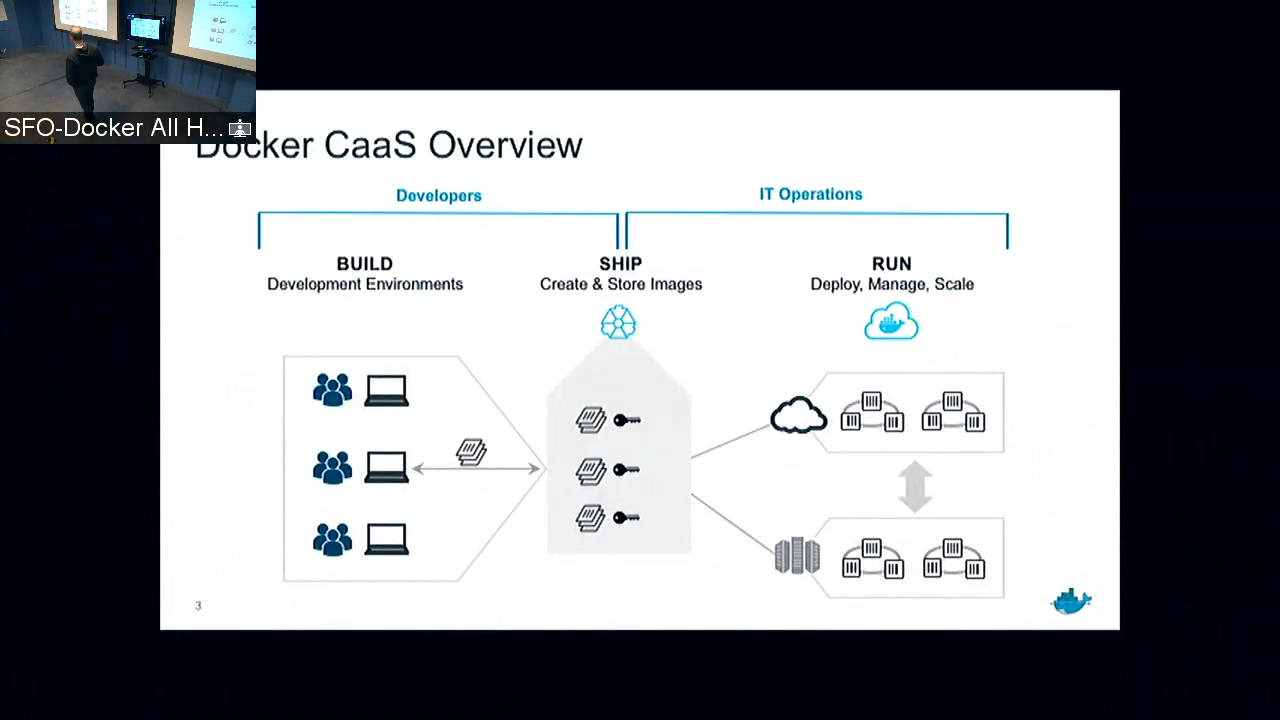 SFO-Docker All H...
Docker CaaS Overview
Developers
IT Operations
BUILD
Development Environments
SHIP
Create & Store Images
RUN
Deploy, Manage, Scale
3